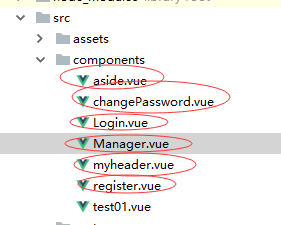 src
assets
components
aside.vue
changePassword.vue
Login.vue
Manager.vue
myheader.vue
register.vue
test01.vue